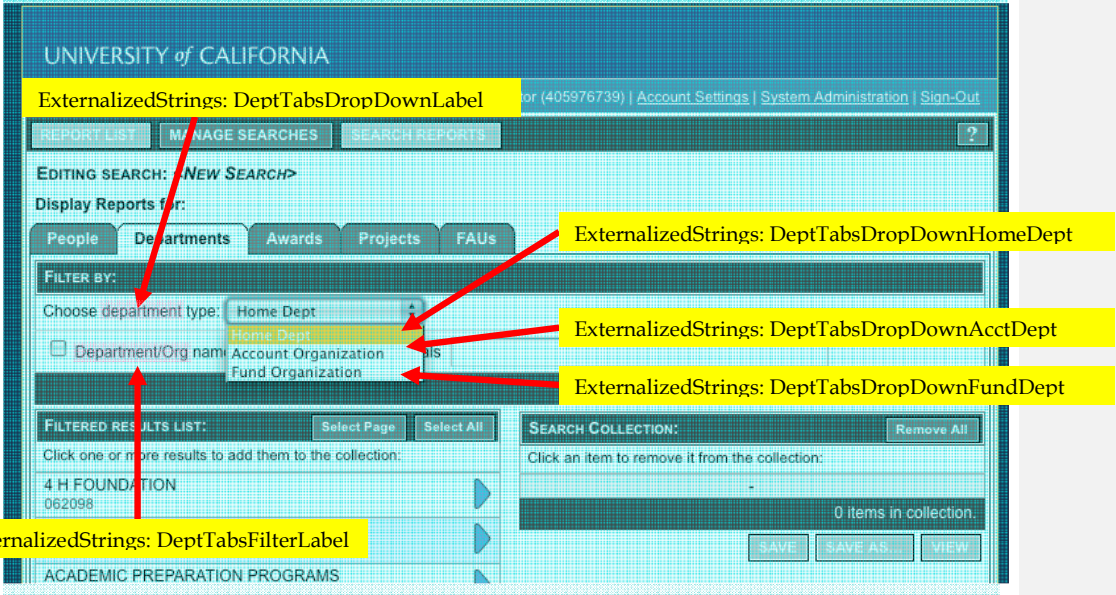 UNIVERSITY of CALIFORNIA
ExternalizedStrings: DeptTabsDropDownLabel
tor (405976739) | Account Settings | System Administration | Sign-Out
REPORT LIST MANAGE SEARCHES SEARCH REPORTS ?
EDITING SEARCH: <NEW SEARCH>
Display Reports for:
People Departments Awards Projects FAUs
ExternalizedStrings: DeptTabsDropDownHomeDept
FILTER BY:
Choose department type: Home Dept
Home Dept
ExternalizedStrings: DeptTabsDropDownAcctDept
Department/Org nam Account Organization als
Fund Organization
ExternalizedStrings: DeptTabsDropDownFundDept
FILTERED RESULTS LIST: Select Page Select All
Click one or more results to add them to the collection:
4 H FOUNDATION
062098
SEARCH COLLECTION: Remove All
Click an item to remove it from the collection:
-
0 items in collection.
ernalizedStrings: DeptTabsFilterLabel
SAVE SAVE AS... VIEW
ACADEMIC PREPARATION PROGRAMS